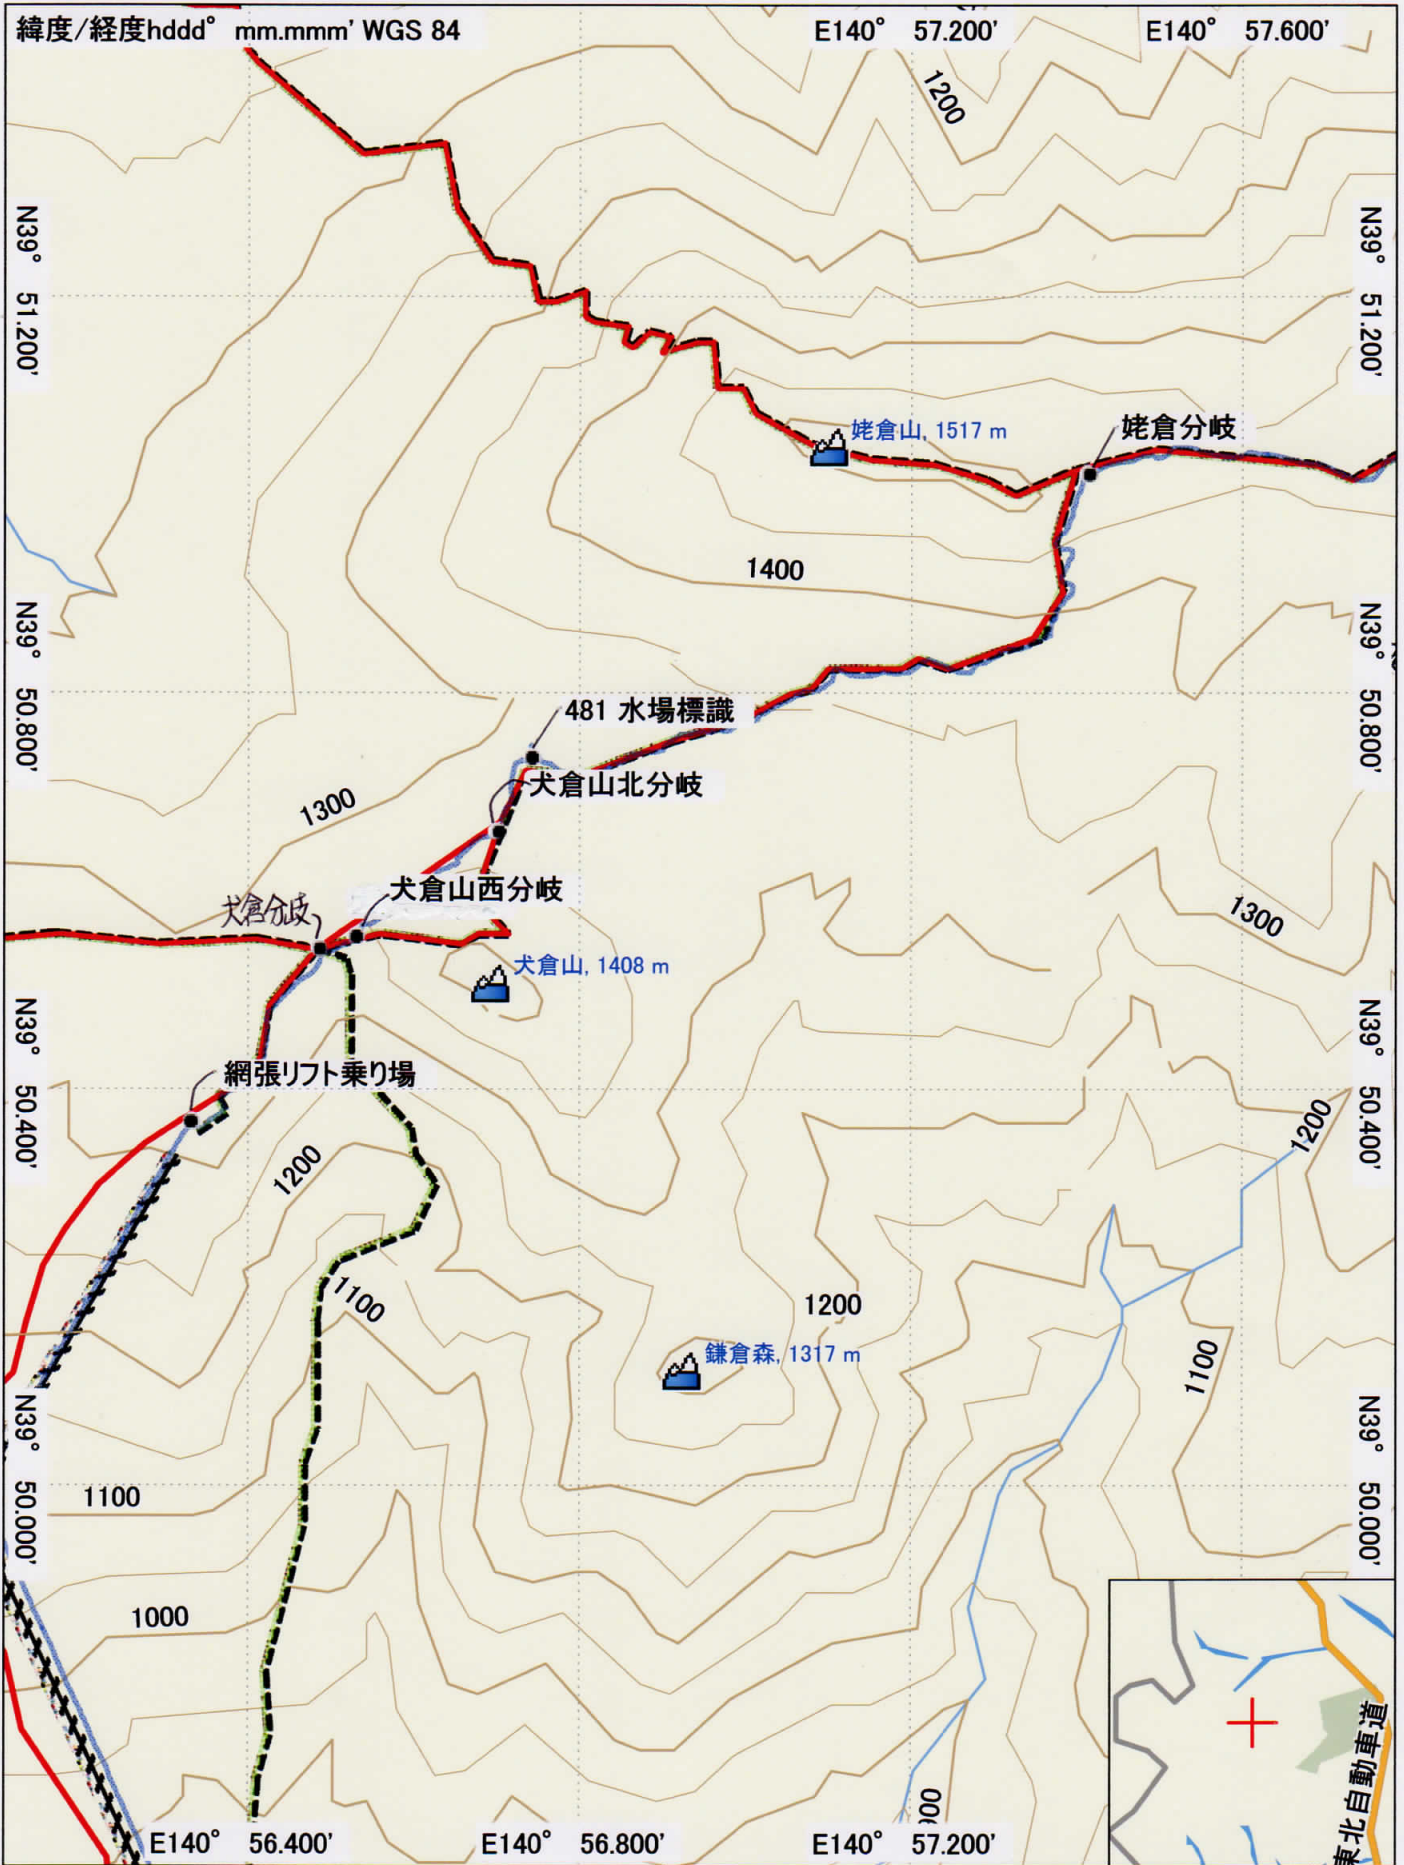 緯度/経度hddd° mm.mmm' WGS 84
E140° 57.200'
E140° 57.600'
1200
N39° 51.200'
N39° 51.200'
姥倉山, 1517 m
姥倉分岐
1400
N39° 50.800'
N39° 50.800'
481 水場標識
犬倉山北分岐
1300
犬倉山西分岐
犬倉分岐
1300
犬倉山, 1408 m
N39° 50.400'
N39° 50.400'
網張リフト乗り場
1200
1200
1100
1200
鎌倉森, 1317 m
1100
N39° 50.000'
N39° 50.000'
1100
1000
東北自動車道
E140° 56.400'
E140° 56.800'
E140° 57.200'